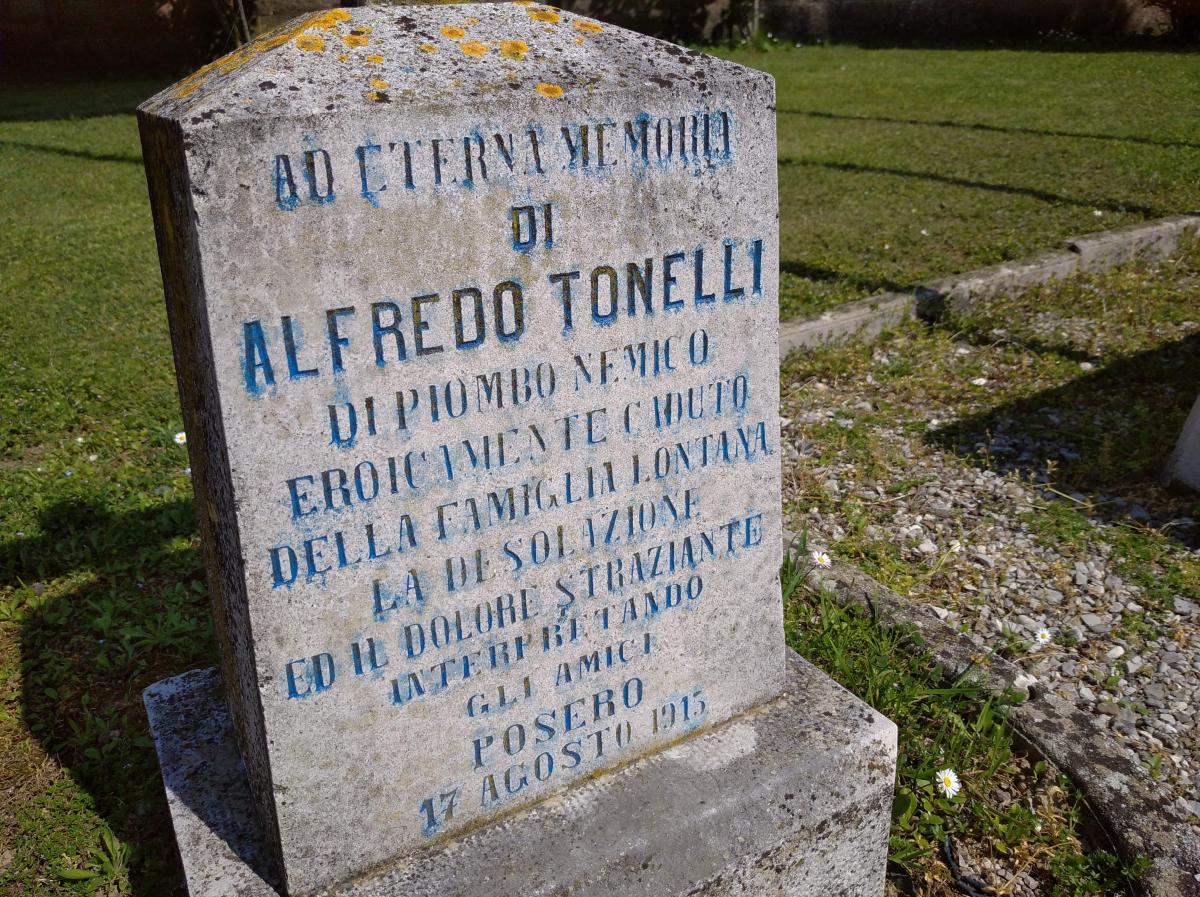 AD ETERNA MEMORIA
DI
ALFREDO TONELLI
DI PIOMBO NEMICO
EROICAMENTE CADUTO
DELLA FAMIGLIA LONTANA
LA DESOLAZIONE
ED IL DOLORE STRAZIANTE
INTERPRETANDO
GLI AMICI
POSERO
17 AGOSTO 1915